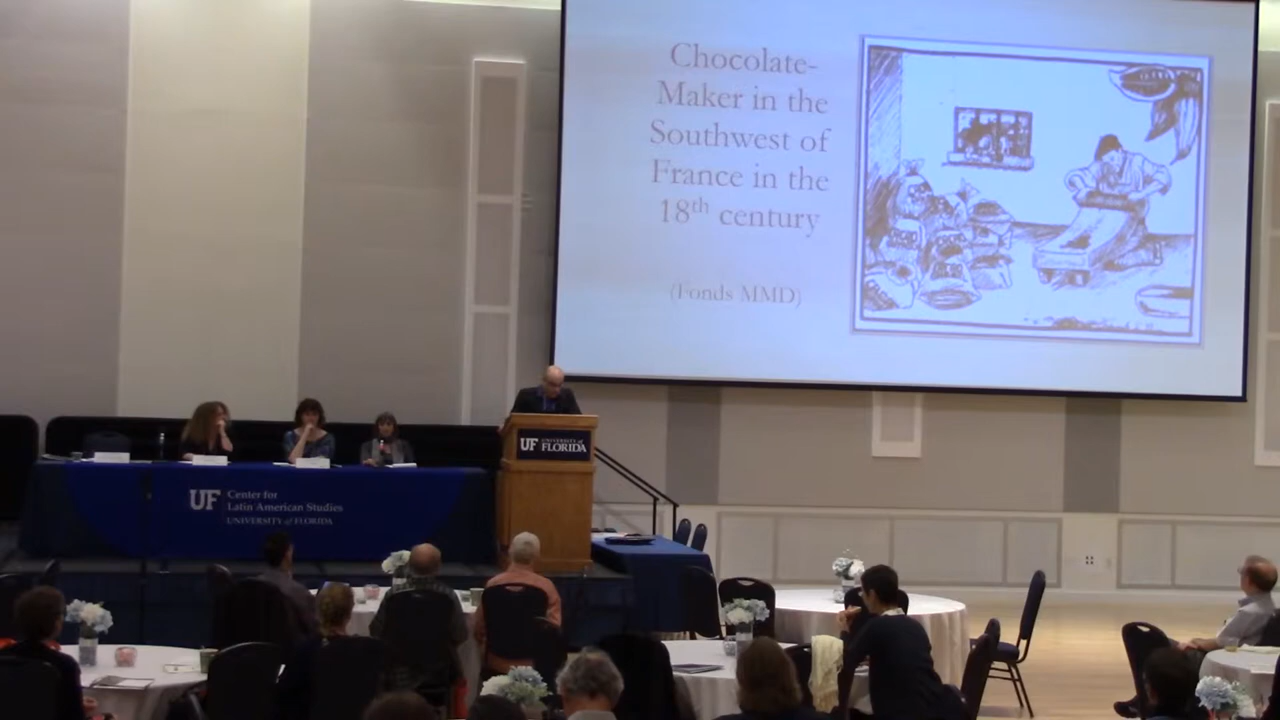 Chocolate-
Maker in the
Southwest of
France in the
18th century
(Fonds MMD)
UF UNIVERSITY of
FLORIDA
UF Center for
Latin American Studies
UNIVERSITY of FLORIDA